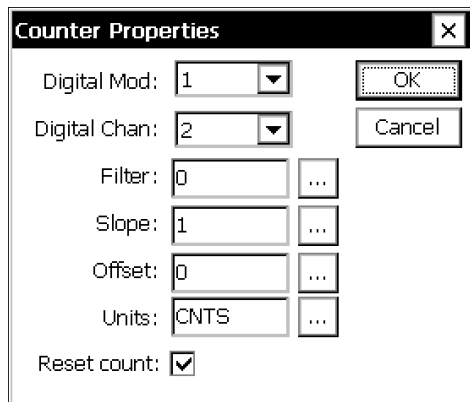 Counter Properties
Digital Mod: 1 OK
Digital Chan: 2 Cancel
Filter: 0 ...
Slope: 1 ...
Offset: 0 ...
Units: CNTS ...
Reset count: